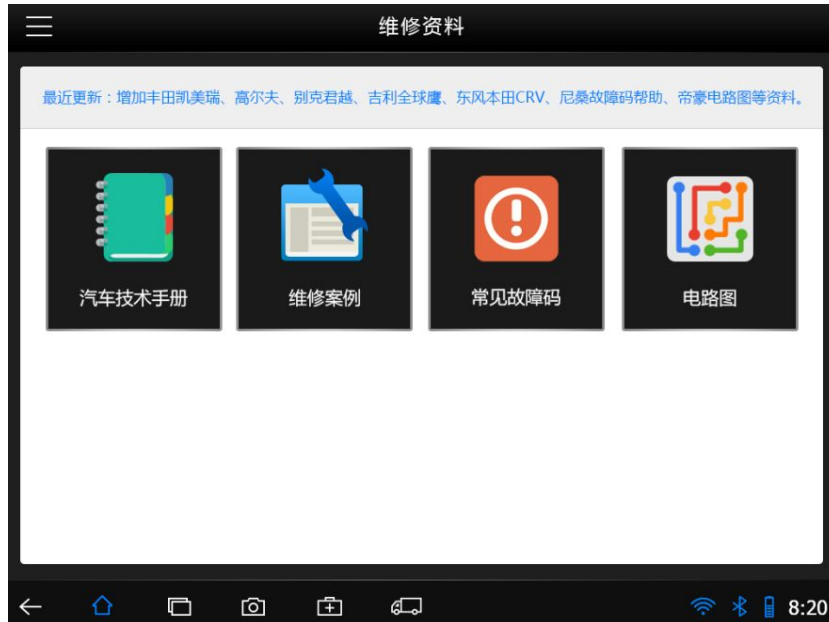 维修资料
最近更新：增加丰田凯美瑞、高尔夫、别克君越、吉利全球鹰、东风本田CRV、尼桑故障码帮助、帝豪电路图等资料。
汽车技术手册
维修案例
常见故障码
电路图
8:20